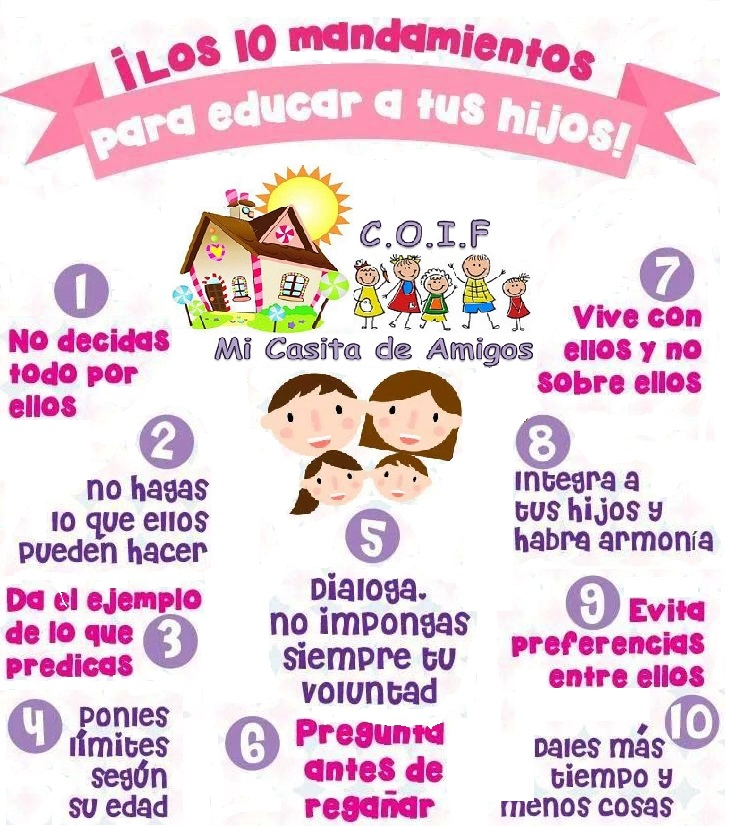 ¡Los 10 mandamientos
para educar a tus hijos!
C.O.I.F
Mi Casita de Amigos
1
No decidas
todo por
ellos
2
no hagas
lo que ellos
pueden hacer
Da el ejemplo
de lo que
predicas
3
4
Ponles
límites
según
su edad
5
Dialoga.
no impongas
siempre tu
voluntad
6
Pregunta
antes de
regañar
7
Vive con
ellos y no
sobre ellos
8
Integra a
tus hijos y
habra armonía
9
Evita
preferencias
entre ellos
10
Dales más
tiempo y
menos cosas